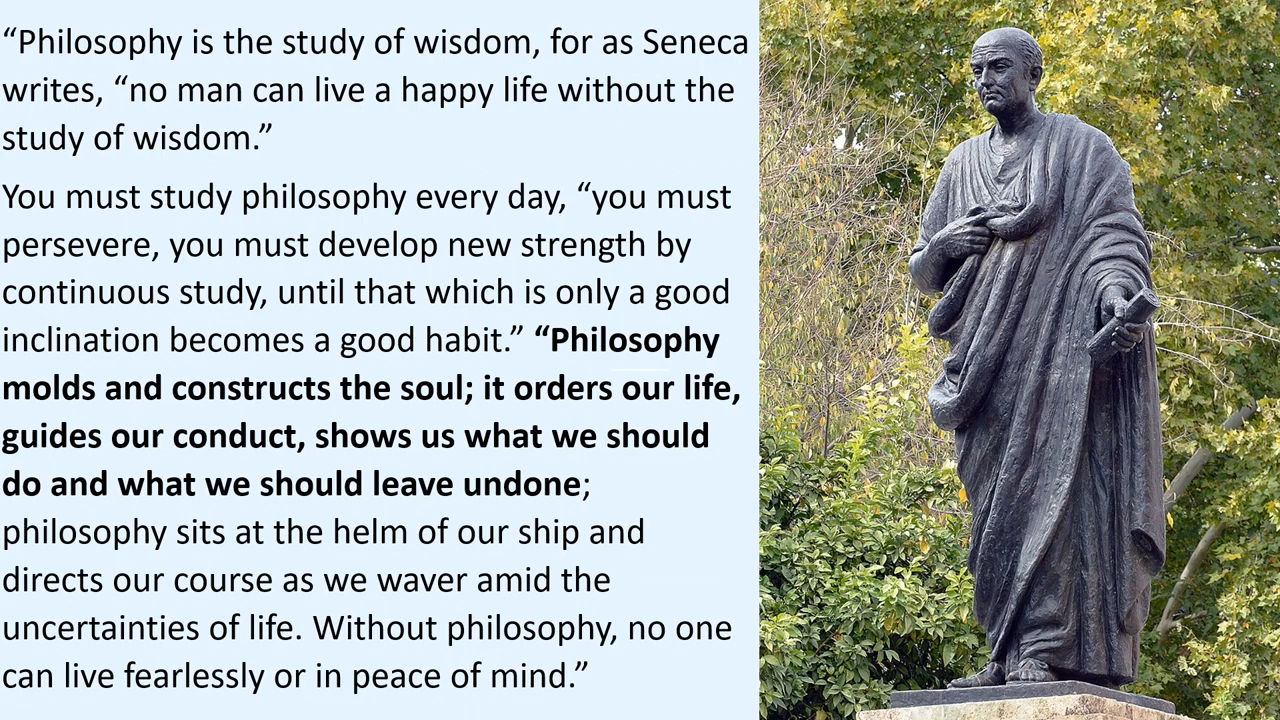 “Philosophy is the study of wisdom, for as Seneca
writes, “no man can live a happy life without the
study of wisdom.”
You must study philosophy every day, “you must
persevere, you must develop new strength by
continuous study, until that which is only a good
inclination becomes a good habit.” “Philosophy
molds and constructs the soul; it orders our life,
guides our conduct, shows us what we should
do and what we should leave undone;
philosophy sits at the helm of our ship and
directs our course as we waver amid the
uncertainties of life. Without philosophy, no one
can live fearlessly or in peace of mind.”